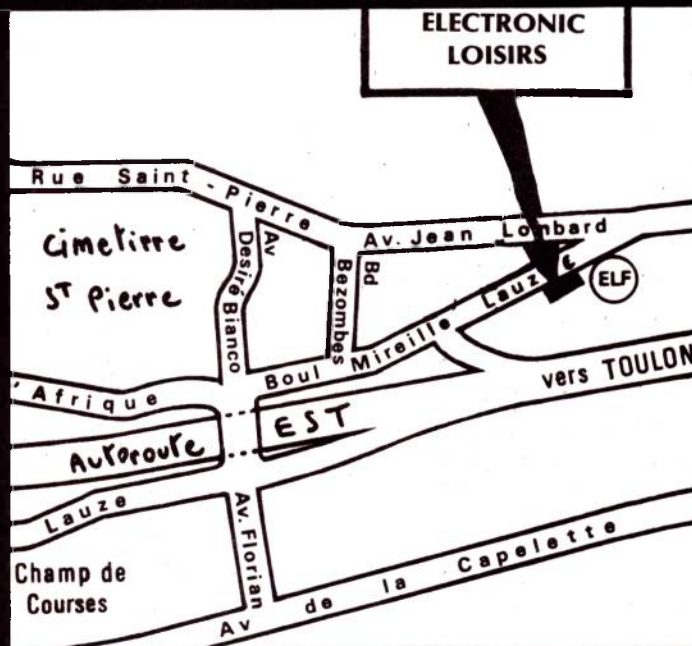 ELECTRONIC
LOISIRS
Rue Saint-Pierre
Cimetirre
ST Pierre
Av
Desiré Bianco
Bd
Bezombes
Av. Jean Lombard
Boul Mireille Lauze
ELF
vers TOULON
'Afrique
Autoroute EST
Lauze
Av. Florian
Champ de
Courses
Av de la Capelette